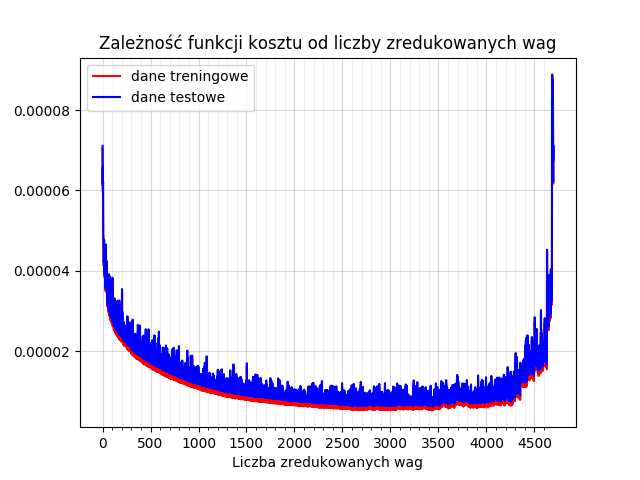 Zależność funkcji kosztu od liczby zredukowanych wag
dane treningowe
dane testowe
0.00008
0.00006
0.00004
0.00002
0 500 1000 1500 2000 2500 3000 3500 4000 4500
Liczba zredukowanych wag